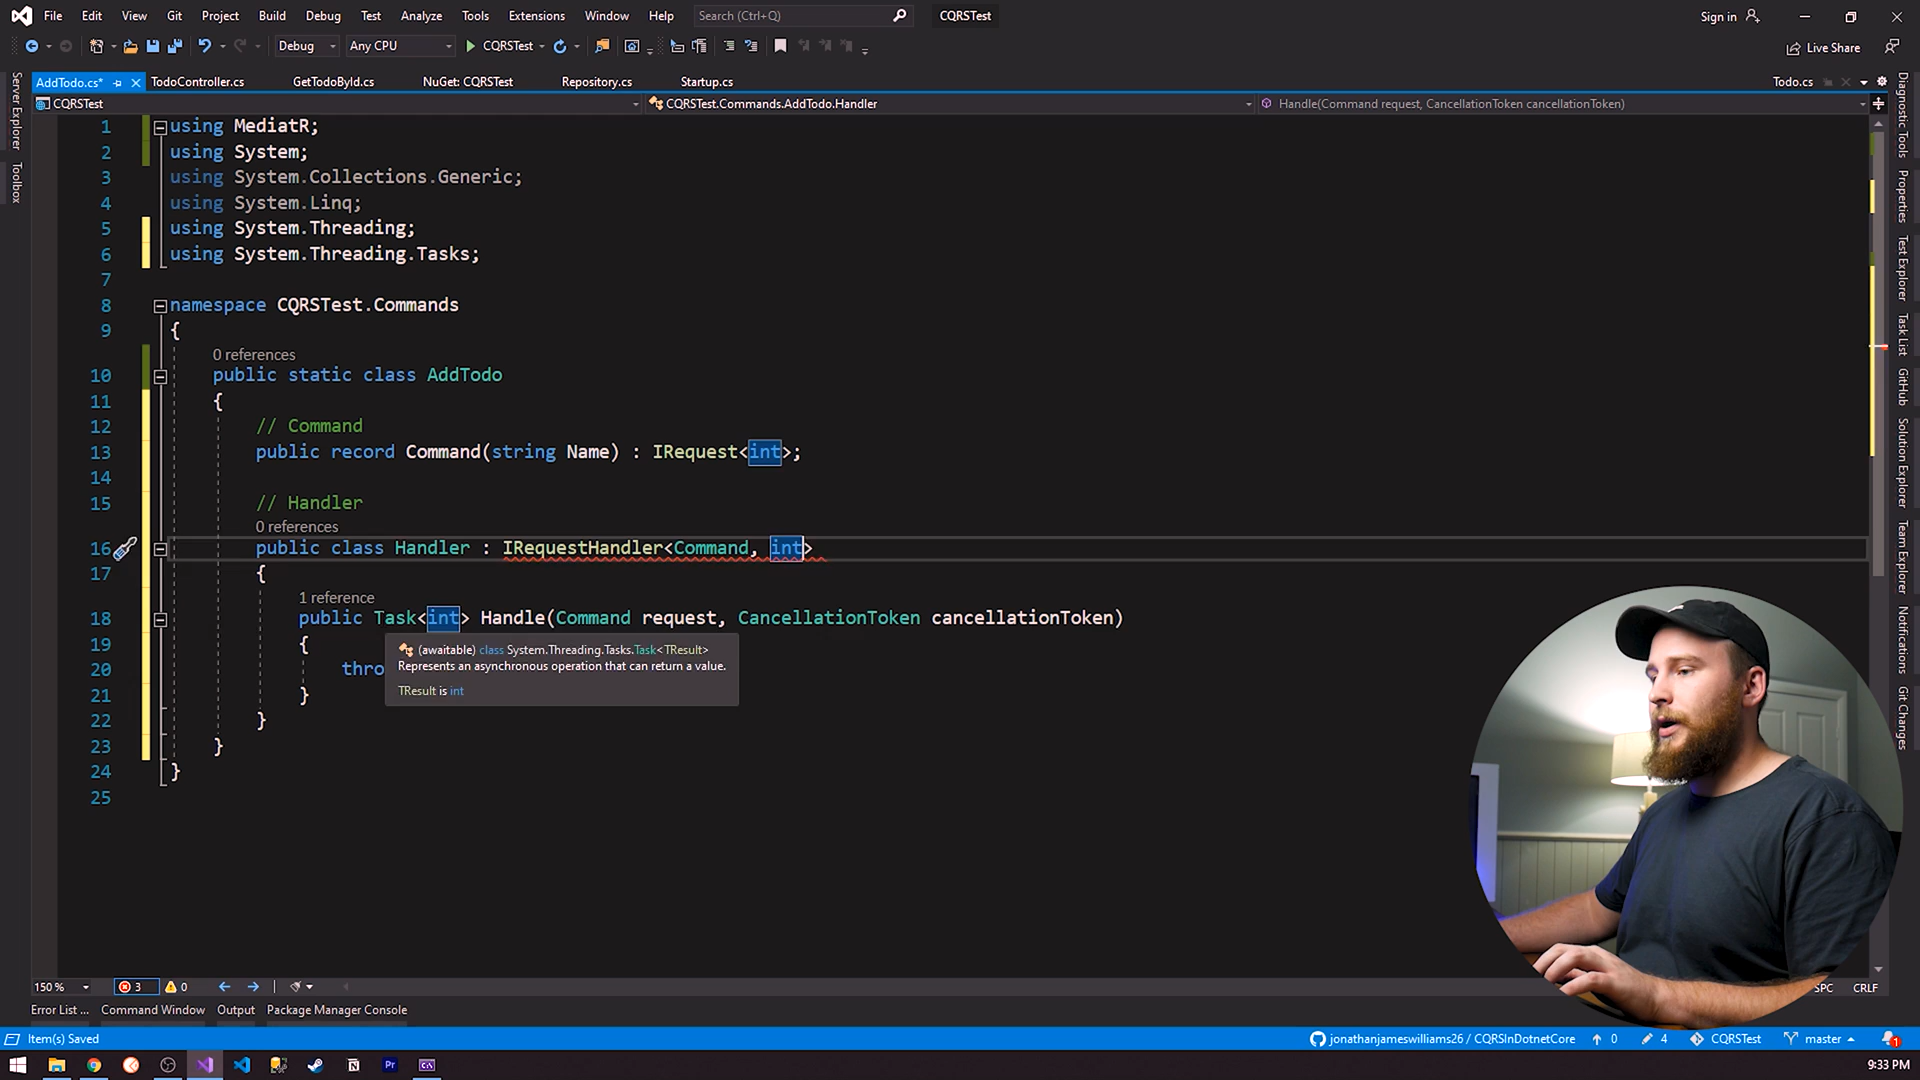 File Edit View Git Project Build Debug Test Analyze Tools Extensions Window Help Search (Ctrl+Q) CQRSTest Sign in
Debug Any CPU CQRSTest Live Share
AddTodo.cs* TodoController.cs GetTodoById.cs NuGet: CQRSTest Repository.cs Startup.cs Todo.cs
CQRSTest CQRSTest.Commands.AddTodo.Handler Handle(Command request, CancellationToken cancellationToken)
Server Explorer
Toolbox
1 using MediatR;
2 using System;
3 using System.Collections.Generic;
4 using System.Linq;
5 using System.Threading;
6 using System.Threading.Tasks;
7
8 namespace CQRSTest.Commands
9 {
0 references
10 public static class AddTodo
11 {
12 // Command
13 public record Command(string Name) : IRequest<int>;
14
15 // Handler
0 references
16 public class Handler : IRequestHandler<Command, int>
17 {
1 reference
18 public Task<int> Handle(Command request, CancellationToken cancellationToken)
19 {
(awaitable) class System.Threading.Tasks.Task<TResult>
Represents an asynchronous operation that can return a value.
TResult is int
20 thro
21 }
22 }
23 }
24 }
25
Diagnostic Tools
Properties
Test Explorer
Task List
GitHub
Solution Explorer
Team Explorer
Notifications
Git Changes
150 % 3 0 SPC CRLF
Error List ... Command Window Output Package Manager Console
Item(s) Saved jonathanjameswilliams26 / CQRSInDotnetCore 0 4 CQRSTest master 1
Pr 9:33 PM